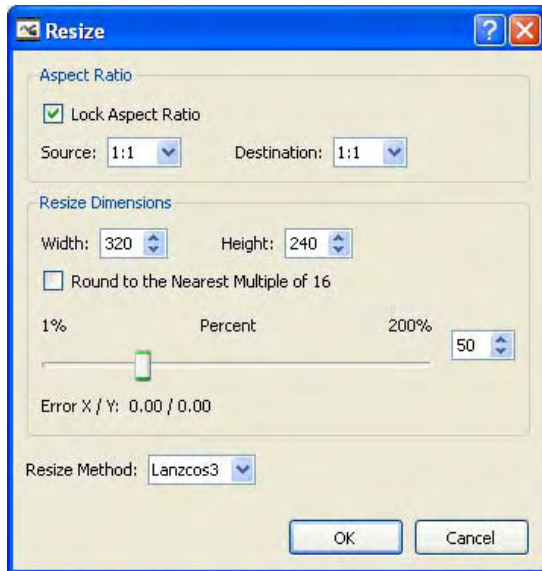 Resize
Aspect Ratio
Lock Aspect Ratio
Source: 1:1 Destination: 1:1
Resize Dimensions
Width: 320 Height: 240
Round to the Nearest Multiple of 16
1% Percent 200%
50
Error X / Y: 0.00 / 0.00
Resize Method: Lanzcos3
OK Cancel